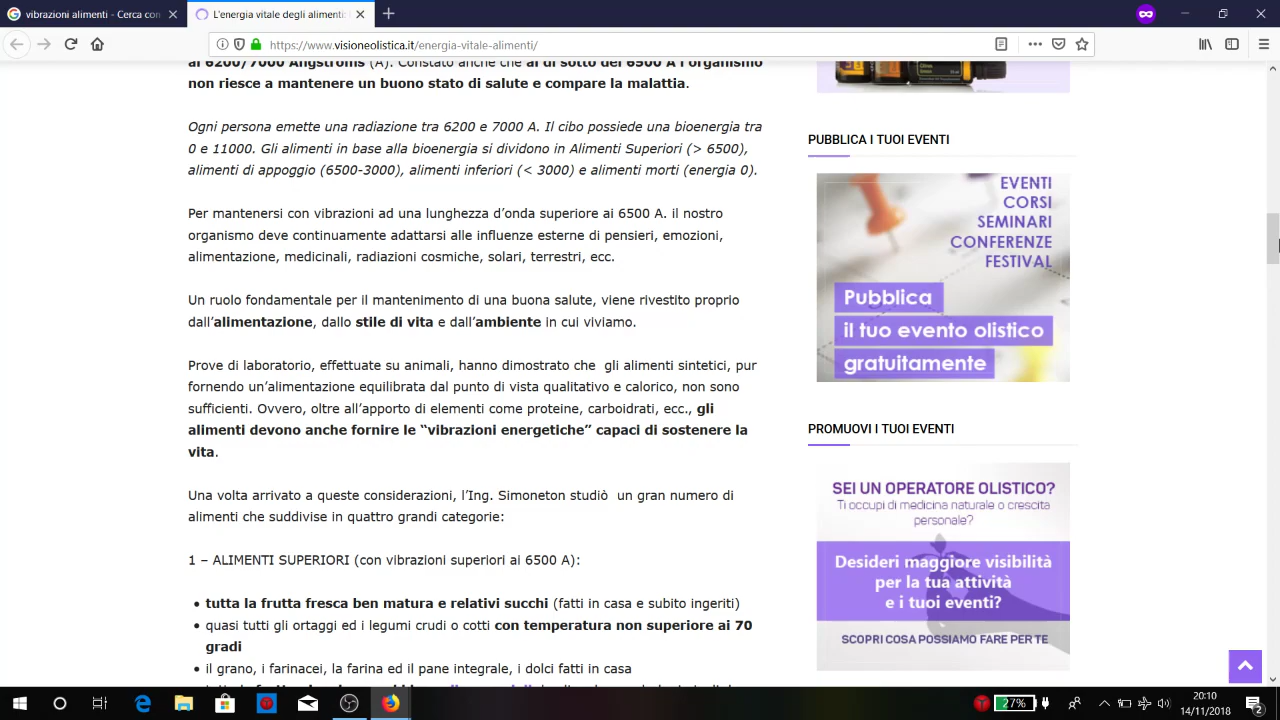 vibrazioni alimenti - Cerca con
L'energia vitale degli alimenti:
https://www.visioneolistica.it/energia-vitale-alimenti/
ai 6200/7000 Angstroms (A). Constatò anche che al di sotto dei 6500 A l'organismo
non riesce a mantenere un buono stato di salute e compare la malattia.
Ogni persona emette una radiazione tra 6200 e 7000 A. Il cibo possiede una bioenergia tra
0 e 11000. Gli alimenti in base alla bioenergia si dividono in Alimenti Superiori (> 6500),
alimenti di appoggio (6500-3000), alimenti inferiori (< 3000) e alimenti morti (energia 0).
Per mantenersi con vibrazioni ad una lunghezza d'onda superiore ai 6500 A. il nostro
organismo deve continuamente adattarsi alle influenze esterne di pensieri, emozioni,
alimentazione, medicinali, radiazioni cosmiche, solari, terrestri, ecc.
Un ruolo fondamentale per il mantenimento di una buona salute, viene rivestito proprio
dall'alimentazione, dallo stile di vita e dall'ambiente in cui viviamo.
Prove di laboratorio, effettuate su animali, hanno dimostrato che gli alimenti sintetici, pur
fornendo un'alimentazione equilibrata dal punto di vista qualitativo e calorico, non sono
sufficienti. Ovvero, oltre all'apporto di elementi come proteine, carboidrati, ecc., gli
alimenti devono anche fornire le "vibrazioni energetiche" capaci di sostenere la
vita.
Una volta arrivato a queste considerazioni, l'Ing. Simoneton studiò un gran numero di
alimenti che suddivise in quattro grandi categorie:
1 – ALIMENTI SUPERIORI (con vibrazioni superiori ai 6500 A):
• tutta la frutta fresca ben matura e relativi succhi (fatti in casa e subito ingeriti)
• quasi tutti gli ortaggi ed i legumi crudi o cotti con temperatura non superiore ai 70
gradi
• il grano, i farinacei, la farina ed il pane integrale, i dolci fatti in casa
PUBBLICA I TUOI EVENTI
EVENTI
CORSI
SEMINARI
CONFERENZE
FESTIVAL
Pubblica
il tuo evento olistico
gratuitamente
PROMUOVI I TUOI EVENTI
SEI UN OPERATORE OLISTICO?
Ti occupi di medicina naturale o crescita
personale?
Desideri maggiore visibilità
per la tua attività
e i tuoi eventi?
SCOPRI COSA POSSIAMO FARE PER TE
27%
20:10
14/11/2018
2